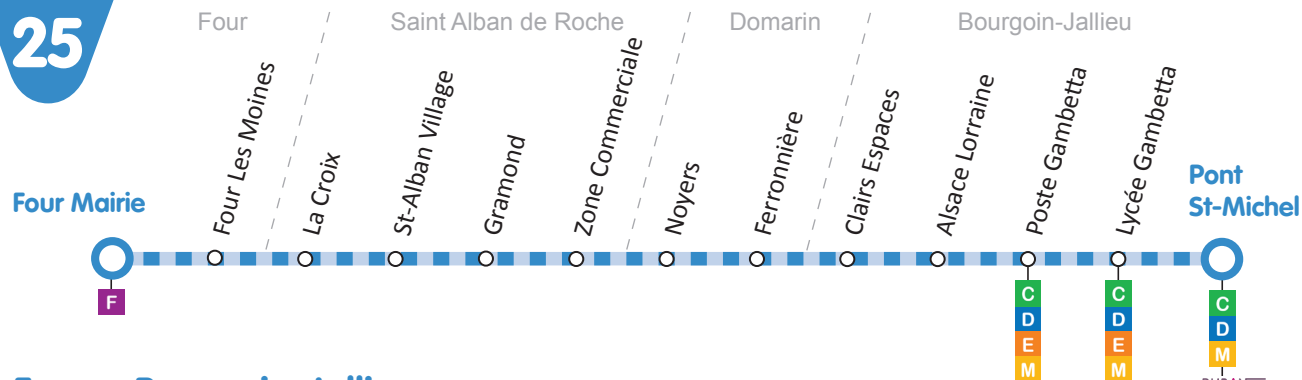 25
Four
Saint Alban de Roche
Domarin
Bourgoin-Jallieu
Four Mairie
Four Les Moines
La Croix
St-Alban Village
Gramond
Zone Commerciale
Noyers
Ferronnière
Clairs Espaces
Alsace Lorraine
Poste Gambetta
Lycée Gambetta
Pont
St-Michel
F
C
D
E
M
C
D
E
M
C
D
M